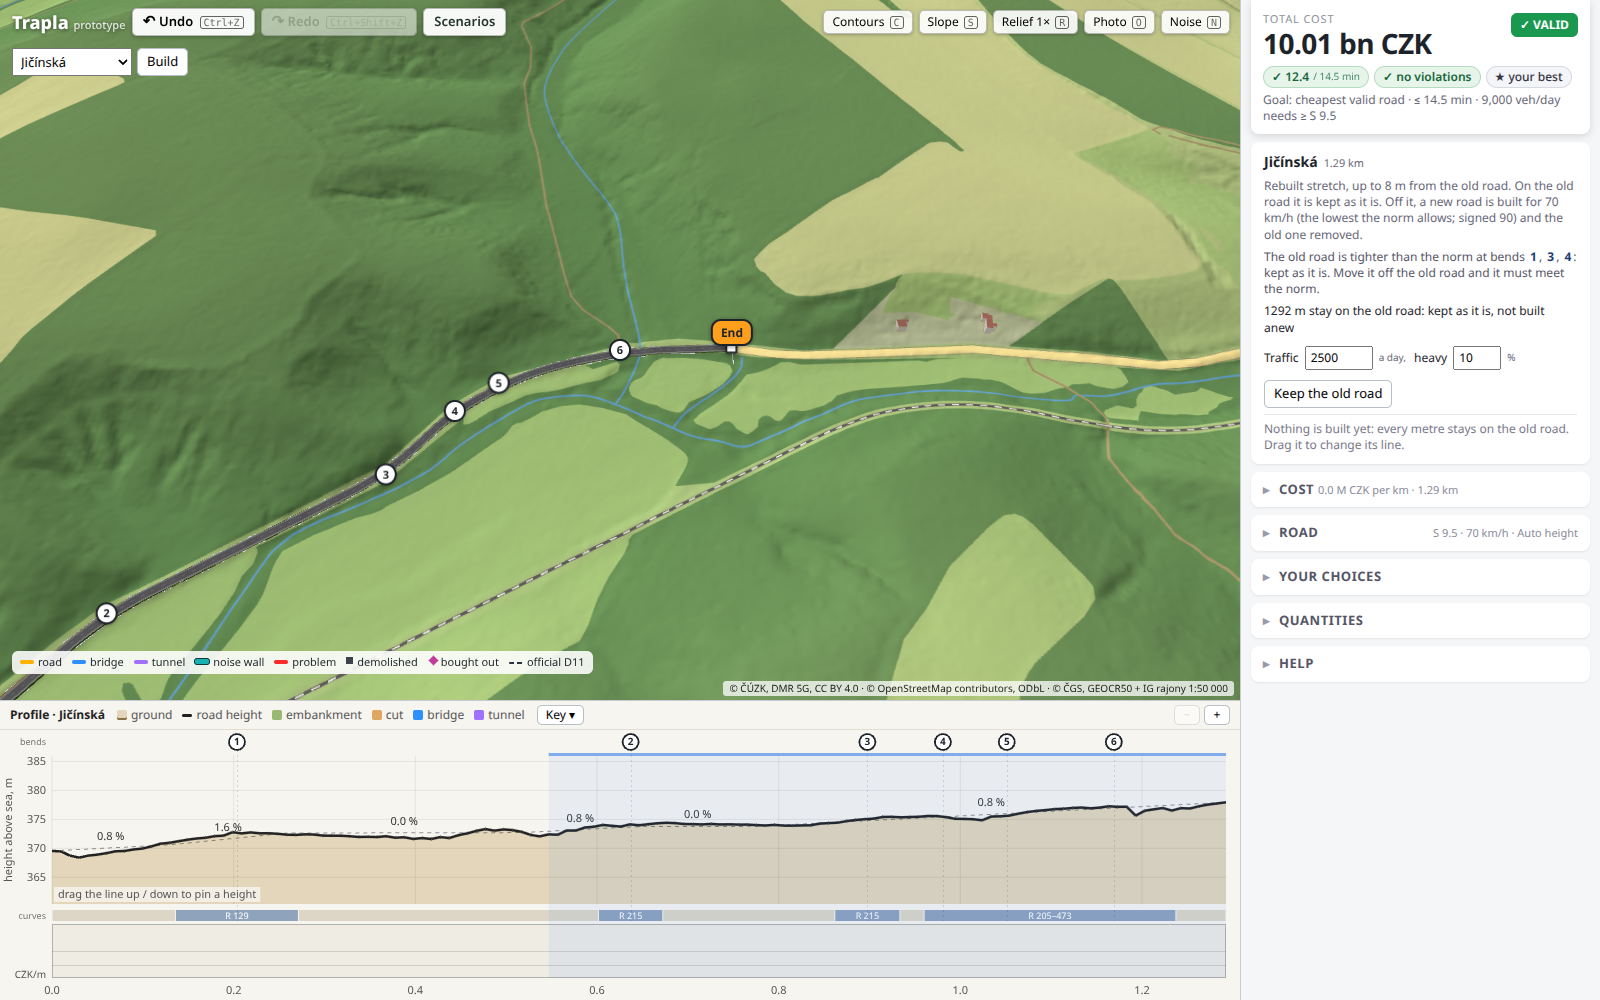 Trapla prototype
↶ Undo Ctrl+Z
↷ Redo Ctrl+Shift+Z
Scenarios
Contours C
Slope S
Relief 1× R
Photo O
Noise N
Jičínská
Build
End
6
5
4
3
2
road
bridge
tunnel
noise wall
problem
demolished
bought out
official D11
© ČÚZK, DMR 5G, CC BY 4.0 · © OpenStreetMap contributors, ODbL · © ČGS, GEOCR50 + IG rajony 1:50 000
TOTAL COST
10.01 bn CZK
✓ VALID
✓ 12.4 / 14.5 min
✓ no violations
★ your best
Goal: cheapest valid road · ≤ 14.5 min · 9,000 veh/day
needs ≥ S 9.5
Jičínská 1.29 km
Rebuilt stretch, up to 8 m from the old road. On the old
road it is kept as it is. Off it, a new road is built for 70
km/h (the lowest the norm allows; signed 90) and the
old one removed.
The old road is tighter than the norm at bends 1, 3, 4:
kept as it is. Move it off the old road and it must meet
the norm.
1292 m stay on the old road: kept as it is, not built
anew
Traffic 2500 a day, heavy 10 %
Keep the old road
Nothing is built yet: every metre stays on the old road.
Drag it to change its line.
▶ COST 0.0 M CZK per km · 1.29 km
▶ ROAD S 9.5 · 70 km/h · Auto height
▶ YOUR CHOICES
▶ QUANTITIES
▶ HELP
Profile · Jičínská
ground
road height
embankment
cut
bridge
tunnel
Key ▾
−
+
bends
1
2
3
4
5
6
height above sea, m
385
380
375
370
365
0.8 %
1.6 %
0.0 %
0.8 %
0.0 %
0.8 %
drag the line up / down to pin a height
curves
R 129
R 215
R 215
R 205–473
CZK/m
0.0
0.2
0.4
0.6
0.8
1.0
1.2